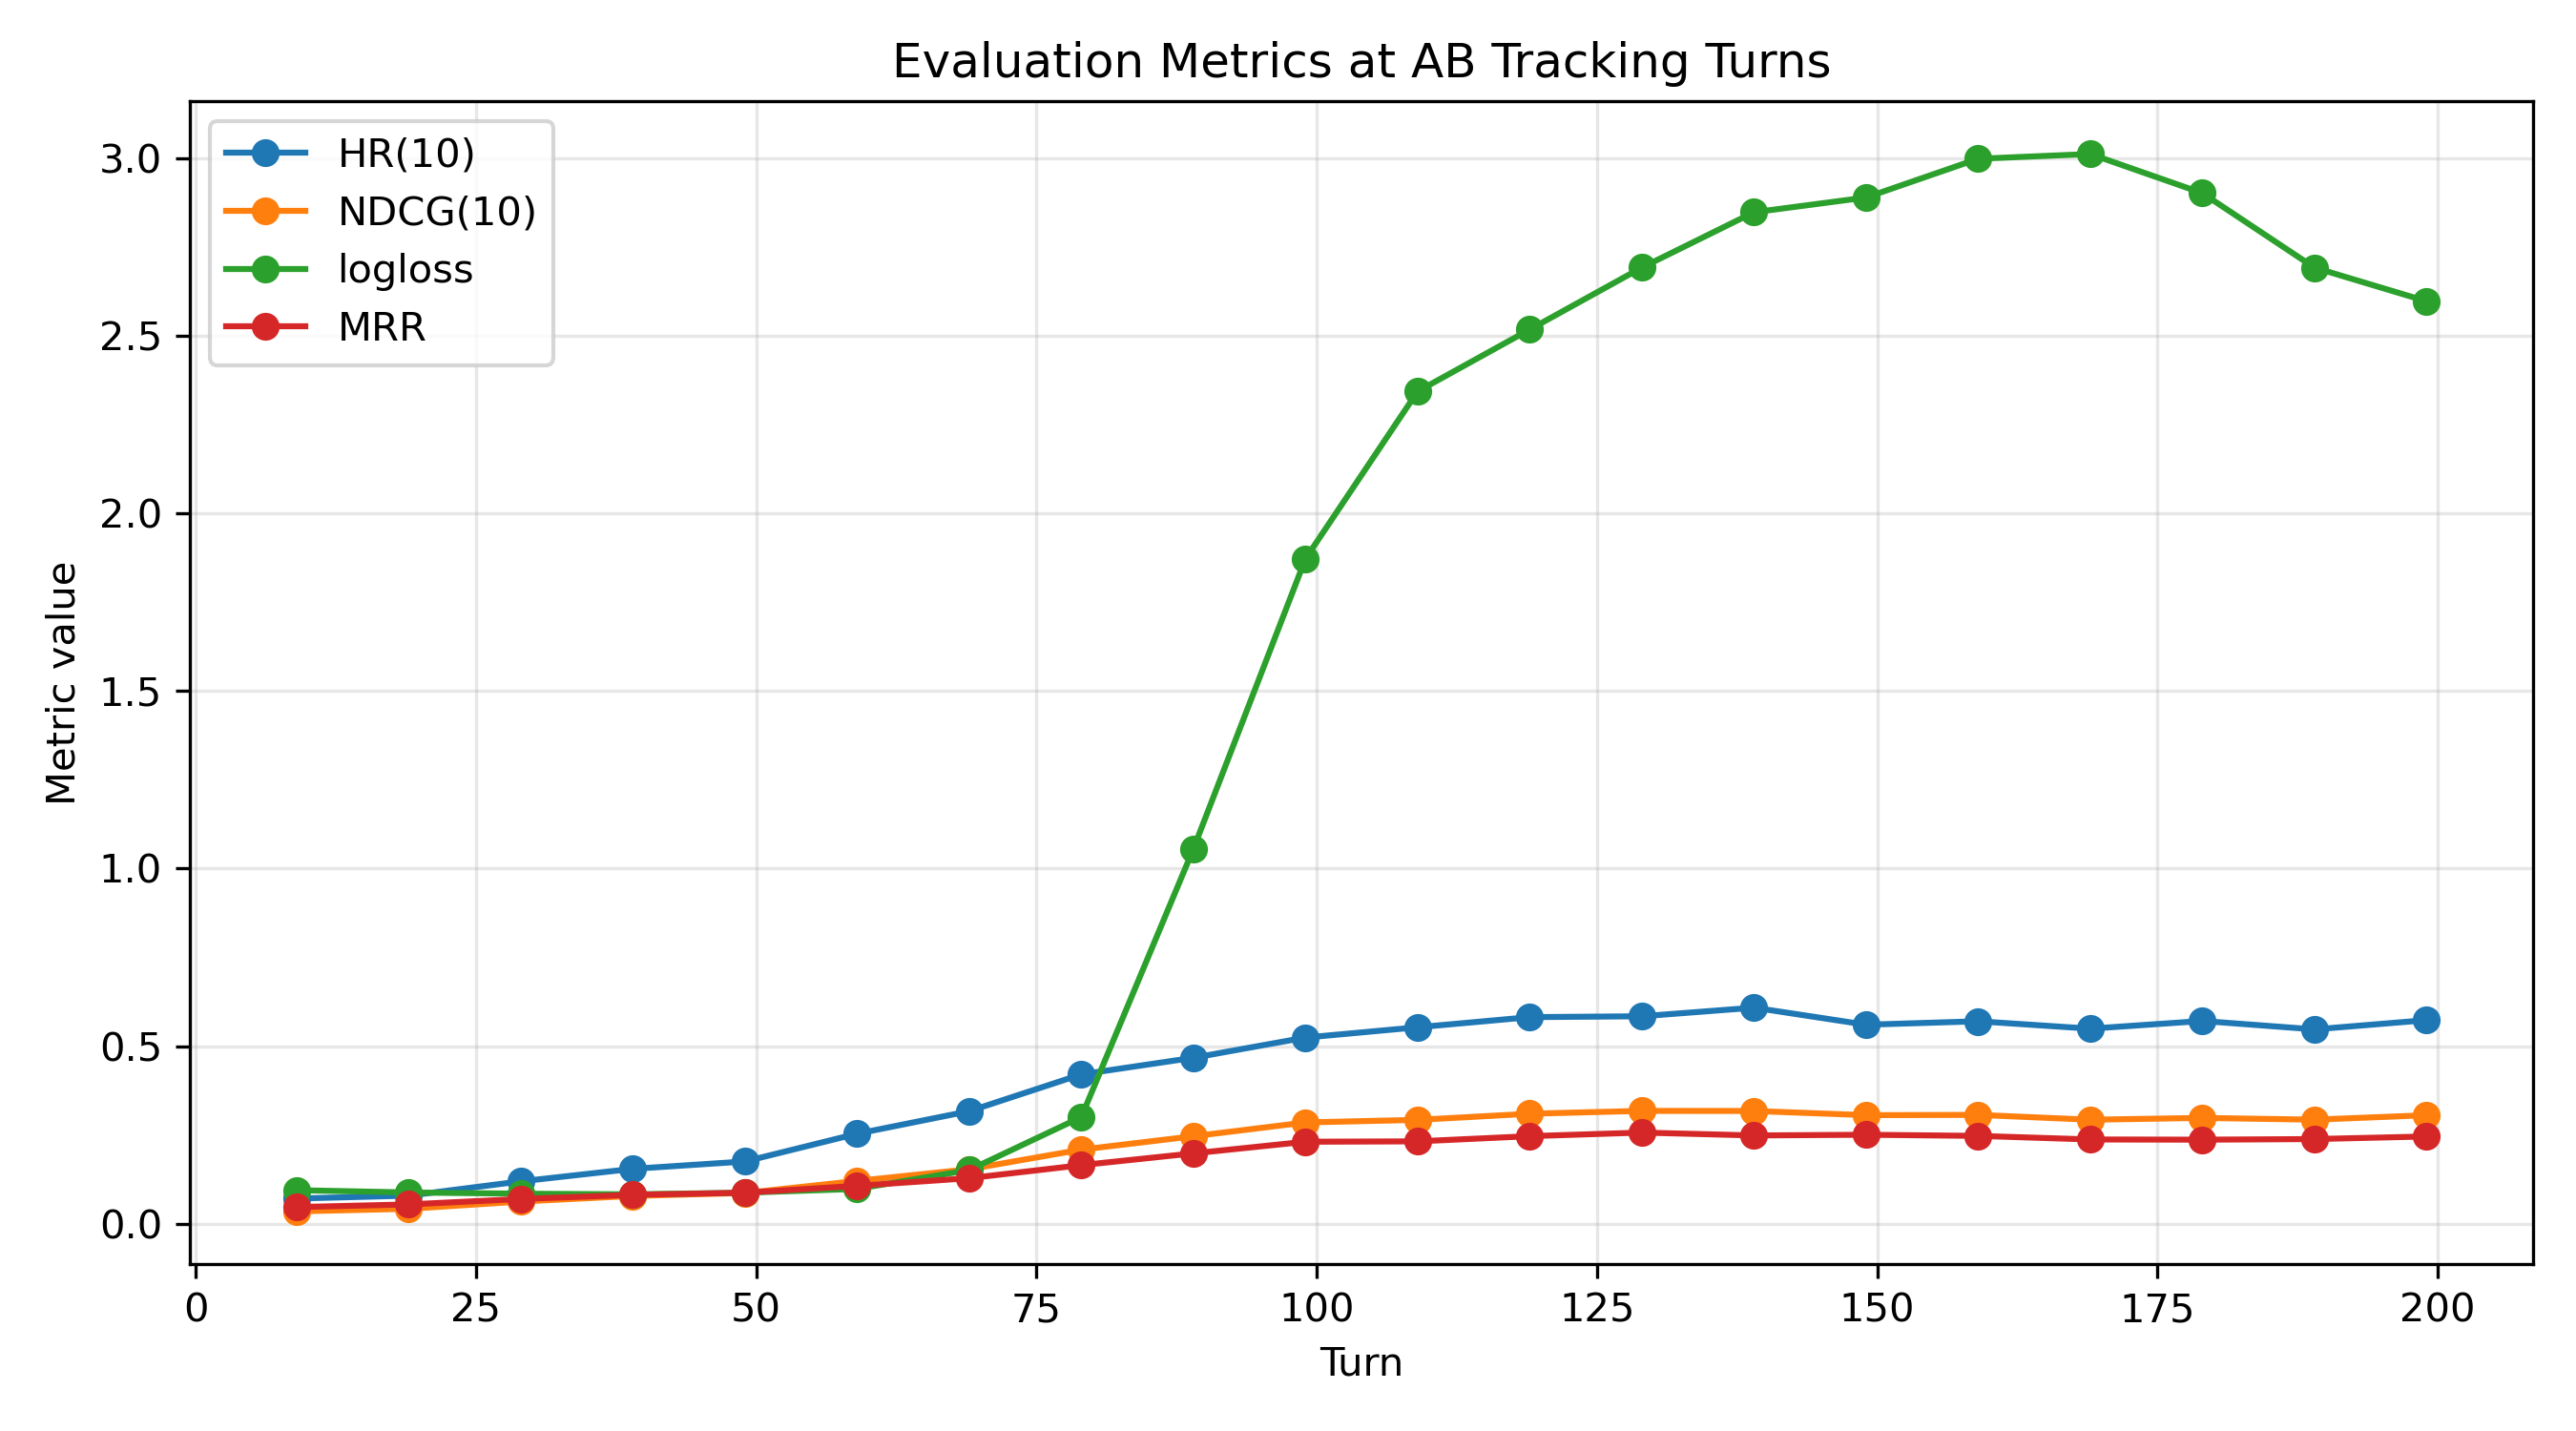 Evaluation Metrics at AB Tracking Turns
HR(10)
NDCG(10)
logloss
MRR
3.0
2.5
2.0
1.5
1.0
0.5
0.0
Metric value
0 25 50 75 100 125 150 175 200
Turn